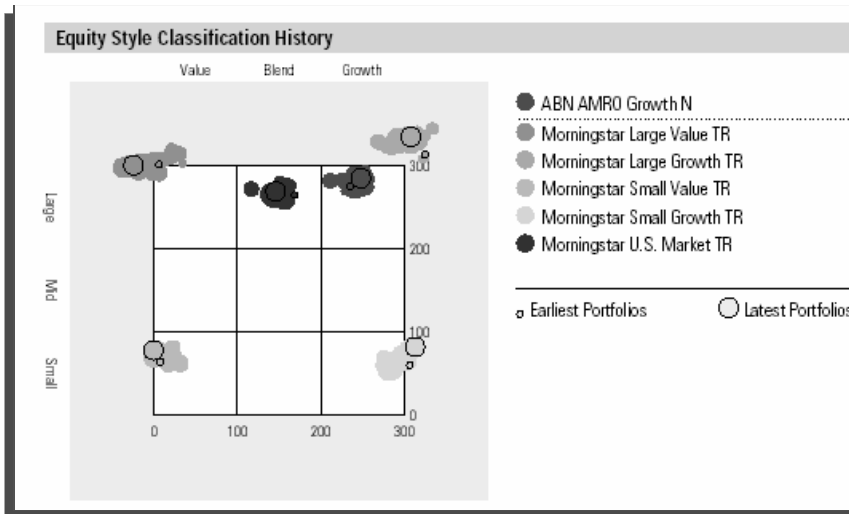 Equity Style Classification History
Value Blend Growth
Large
Mid
Small
300
200
100
0
0 100 200 300
ABN AMRO Growth N
Morningstar Large Value TR
Morningstar Large Growth TR
Morningstar Small Value TR
Morningstar Small Growth TR
Morningstar U.S. Market TR
Earliest Portfolios Latest Portfolios